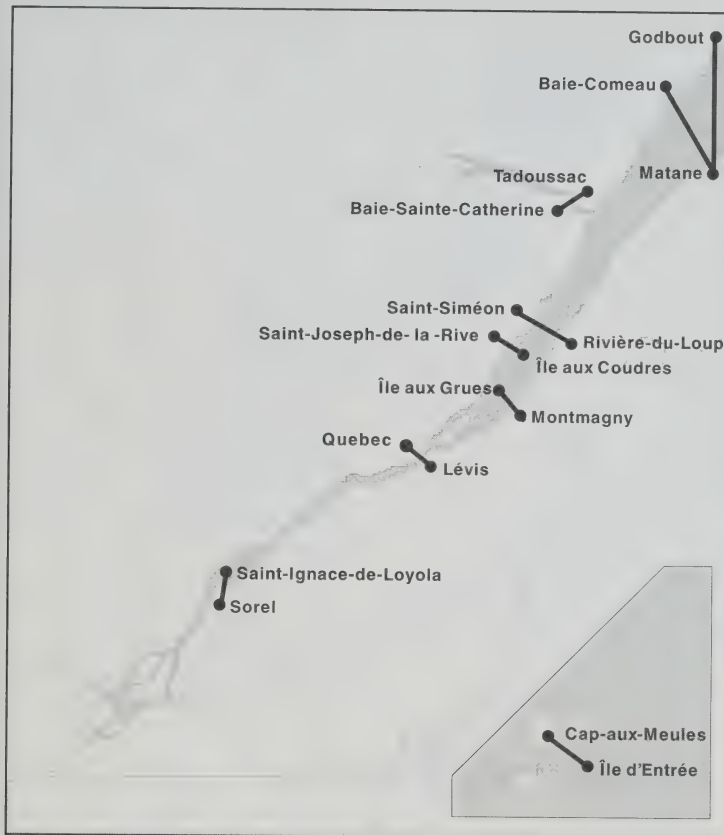 Godbout
Baie-Comeau
Matane
Tadoussac
Baie-Sainte-Catherine
Saint-Siméon
Saint-Joseph-de- la -Rive
Rivière-du-Loup
Île aux Coudres
Île aux Grues
Montmagny
Quebec
Lévis
Saint-Ignace-de-Loyola
Sorel
Cap-aux-Meules
Île d'Entrée